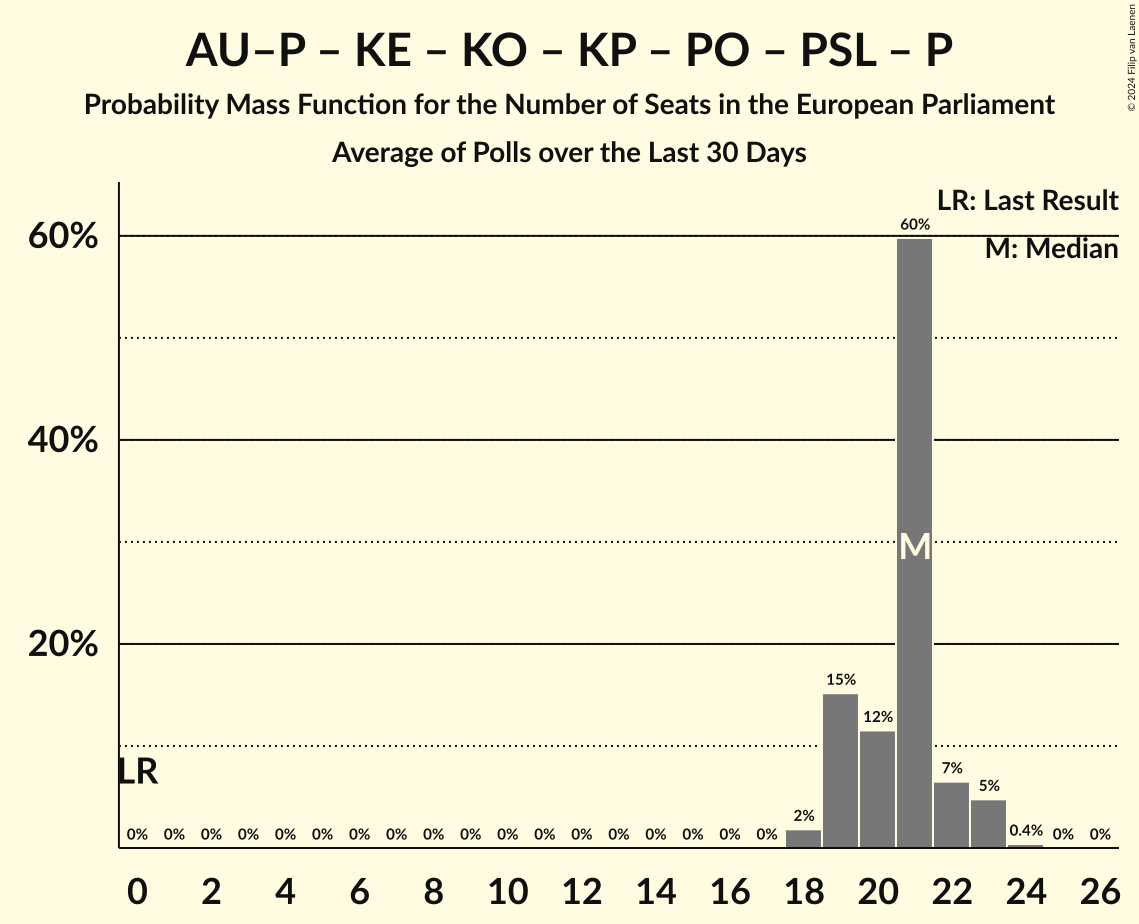 AU–P – KE – KO – KP – PO – PSL – P
Probability Mass Function for the Number of Seats in the European Parliament
Average of Polls over the Last 30 Days
© 2024 Filip van Laenen
LR: Last Result
M: Median
60%
40%
20%
LR
M
0% 0% 0% 0% 0% 0% 0% 0% 0% 0% 0% 0% 0% 0% 0% 0% 0% 0% 2% 15% 12% 60% 7% 5% 0.4% 0% 0%
0 2 4 6 8 10 12 14 16 18 20 22 24 26